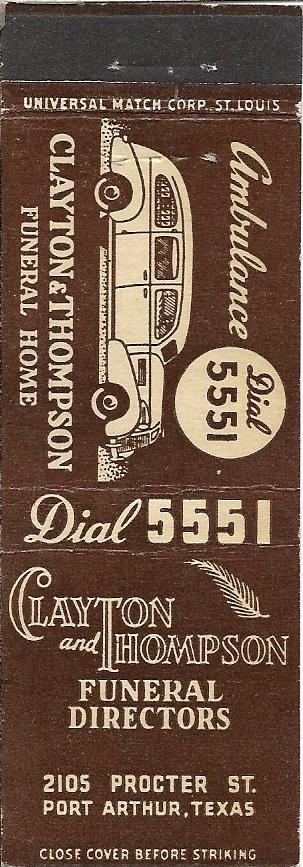 UNIVERSAL MATCH CORP. ST. LOUIS
Ambulance
Dial
5551
CLAYTON & THOMPSON
FUNERAL HOME
Dial 5551
CLAYTON
and THOMPSON
FUNERAL
DIRECTORS
2105 PROCTER ST.
PORT ARTHUR, TEXAS
CLOSE COVER BEFORE STRIKING